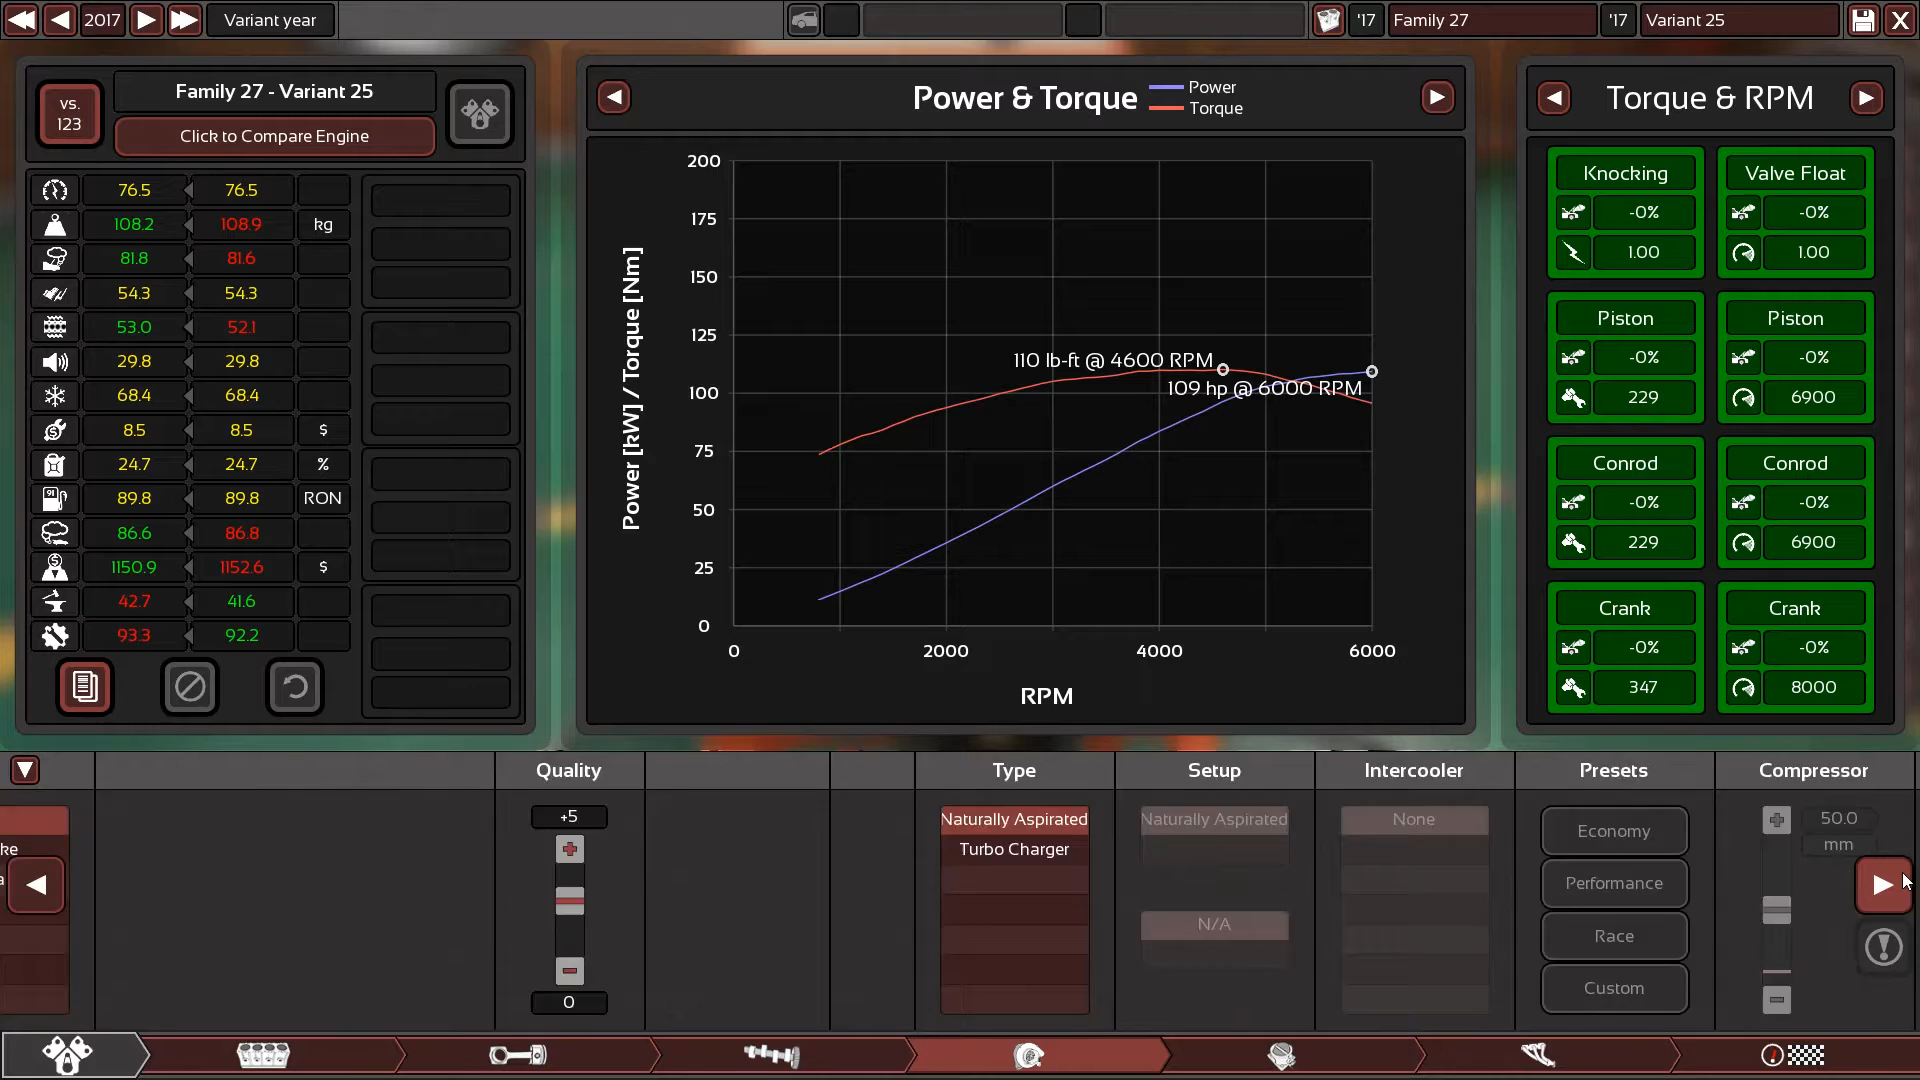 2017
Variant year
'17
Family 27
'17
Variant 25
vs.
123
Family 27 - Variant 25
Click to Compare Engine
76.5 76.5
108.2 108.9 kg
81.8 81.6
54.3 54.3
53.0 52.1
29.8 29.8
68.4 68.4
8.5 8.5 $
24.7 24.7 %
89.8 89.8 RON
86.6 86.8
1150.9 1152.6 $
42.7 41.6
93.3 92.2
Power & Torque
Power
Torque
200
175
150
125
100
75
50
25
0
Power [kW] / Torque [Nm]
110 lb-ft @ 4600 RPM
109 hp @ 6000 RPM
0 2000 4000 6000
RPM
Torque & RPM
Knocking
-0%
1.00
Valve Float
-0%
1.00
Piston
-0%
229
Piston
-0%
6900
Conrod
-0%
229
Conrod
-0%
6900
Crank
-0%
347
Crank
-0%
8000
ke
a
Quality
+5
0
Type
Naturally Aspirated
Turbo Charger
Setup
Naturally Aspirated
N/A
Intercooler
None
Presets
Economy
Performance
Race
Custom
Compressor
50.0
mm